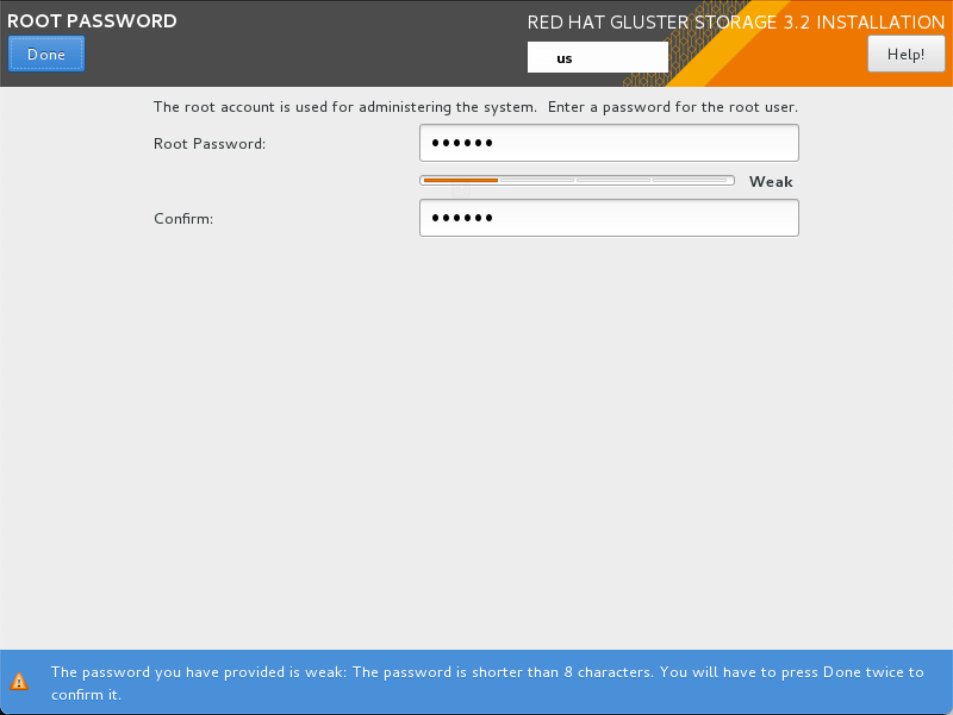 ROOT PASSWORD
RED HAT GLUSTER STORAGE 3.2 INSTALLATION
Done
us
Help!
The root account is used for administering the system.  Enter a password for the root user.
Root Password:
••••••
Weak
Confirm:
••••••
The password you have provided is weak: The password is shorter than 8 characters. You will have to press Done twice to
confirm it.